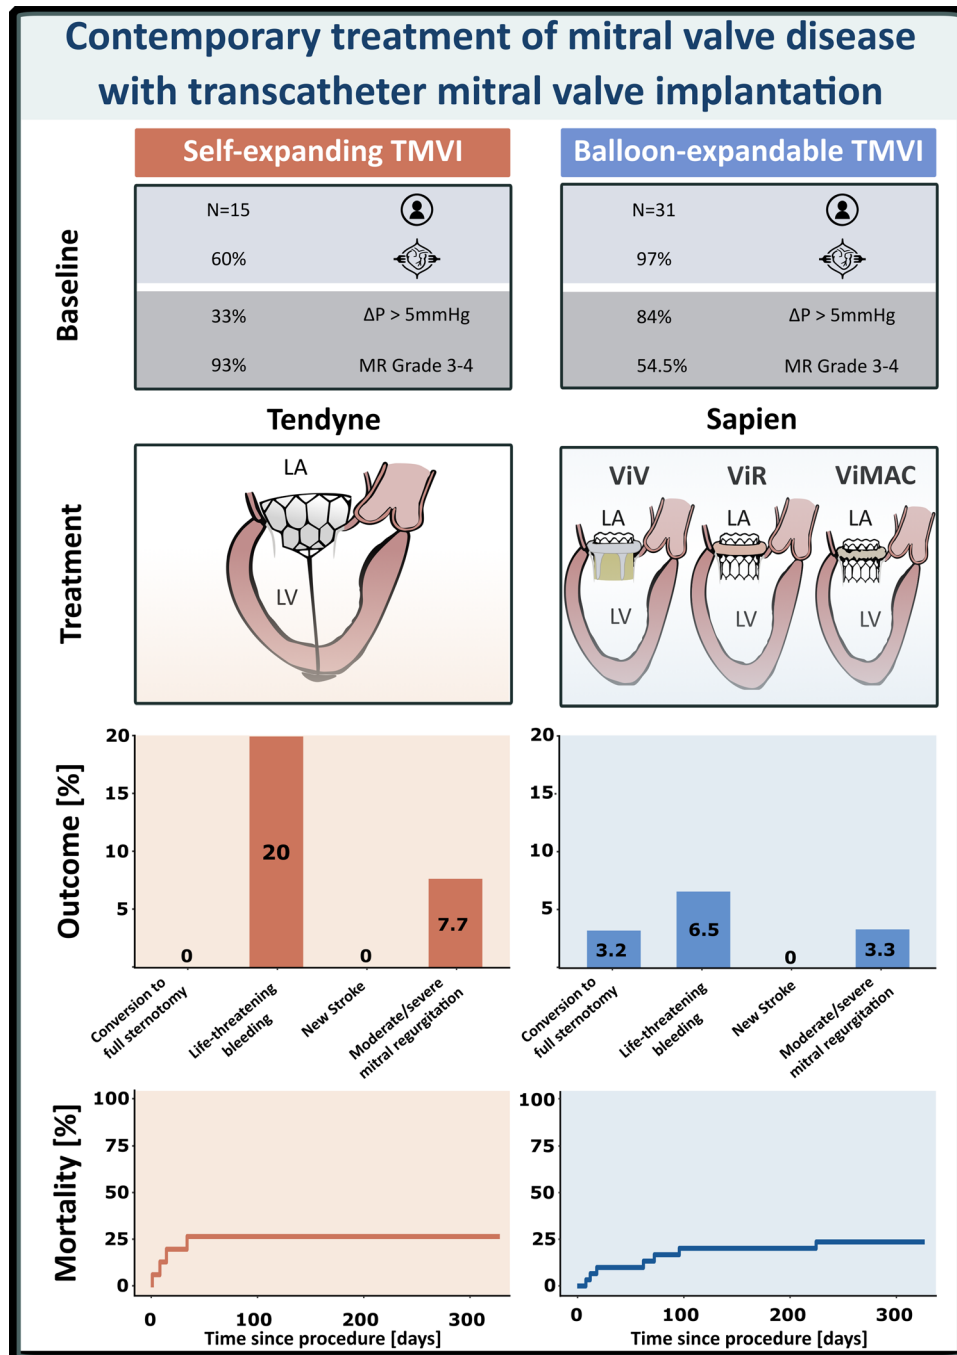 Contemporary treatment of mitral valve disease
with transcatheter mitral valve implantation
Self-expanding TMVI
Balloon-expandable TMVI
Baseline
N=15
60%
33% ΔP > 5mmHg
93% MR Grade 3-4
N=31
97%
84% ΔP > 5mmHg
54.5% MR Grade 3-4
Treatment
Tendyne
LA
LV
Sapien
ViV ViR ViMAC
LA LA LA
LV LV LV
Outcome [%]
20
15
10
5
0
20
0
7.7
Conversion to
full sternotomy
Life-threatening
bleeding
New Stroke
Moderate/severe
mitral regurgitation
20
15
10
5
3.2
6.5
0
3.3
Conversion to
full sternotomy
Life-threatening
bleeding
New Stroke
Moderate/severe
mitral regurgitation
Mortality [%]
100
75
50
25
0
0 100 200 300
Time since procedure [days]
100
75
50
25
0
0 100 200 300
Time since procedure [days]